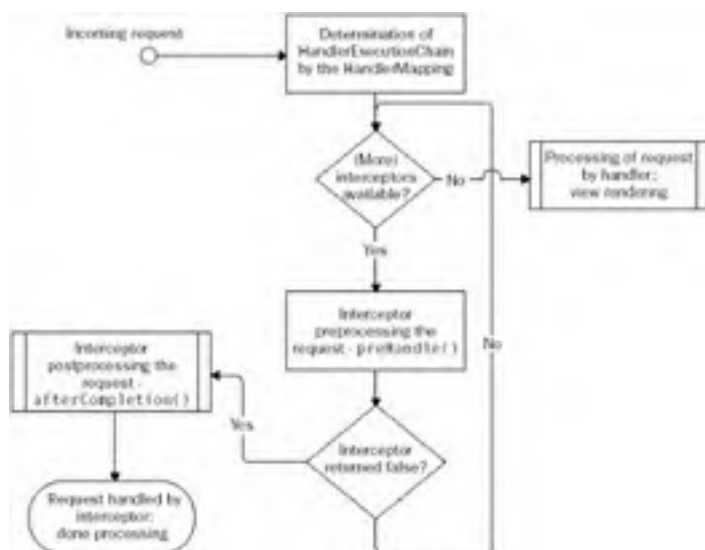 Incoming request
Determination of
HandlerExecutionChain
by the HandlerMapping
(More)
interceptors
available?
No
Processing of request
by handler;
view rendering
Yes
Interceptor
preprocessing the
request - preHandle()
No
Interceptor
postprocessing the
request -
afterCompletion()
Yes
Interceptor
returned false?
Request handled by
interceptor;
done processing